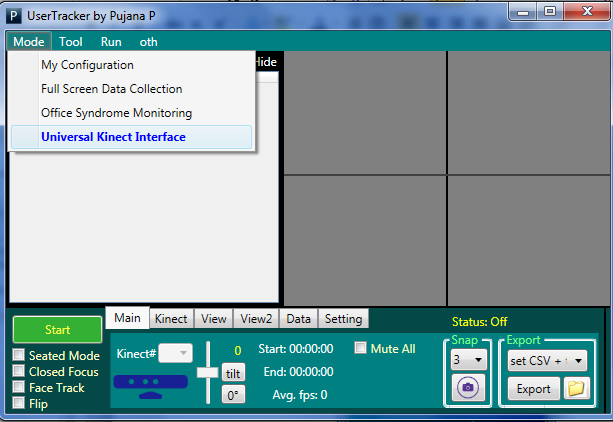 P UserTracker by Pujana P
Mode Tool Run oth
My Configuration Hide
Full Screen Data Collection
Office Syndrome Monitoring
Universal Kinect Interface
Main Kinect View View2 Data Setting
Status: Off
Start
Seated Mode
Closed Focus
Face Track
Flip
Kinect#
0
tilt
0°
Start: 00:00:00
End: 00:00:00
Avg. fps: 0
Mute All
Snap
3
Export
set CSV +
Export